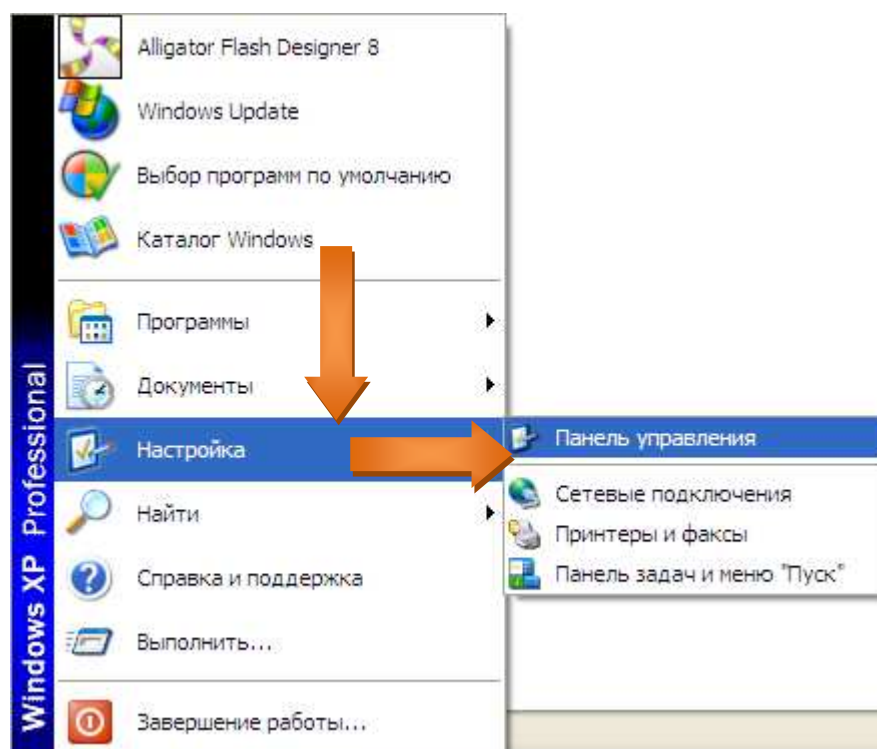 Alligator Flash Designer 8
Windows Update
Выбор программ по умолчанию
Каталог Windows
Программы
Документы
Настройка
Найти
Справка и поддержка
Выполнить...
Завершение работы...
Панель управления
Сетевые подключения
Принтеры и факсы
Панель задач и меню "Пуск"
Windows XP Professional